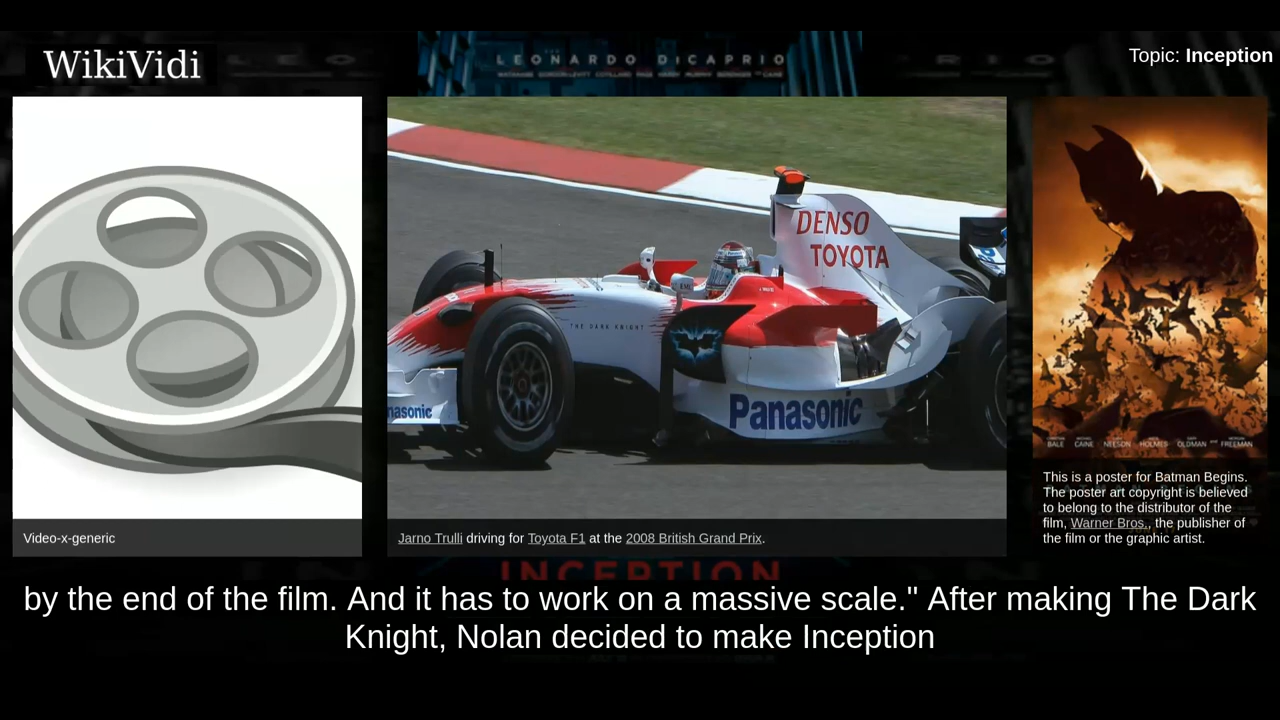 WikiVidi
LEONARDO DiCAPRIO
Topic: Inception
DENSO
TOYOTA
THE DARK KNIGHT
Panasonic
nasonic
BALE CAINE NEESON HOLMES OLDMAN FREEMAN
Video-x-generic
Jarno Trulli driving for Toyota F1 at the 2008 British Grand Prix.
This is a poster for Batman Begins.
The poster art copyright is believed
to belong to the distributor of the
film, Warner Bros., the publisher of
the film or the graphic artist.
INCEPTION
by the end of the film. And it has to work on a massive scale." After making The Dark
Knight, Nolan decided to make Inception